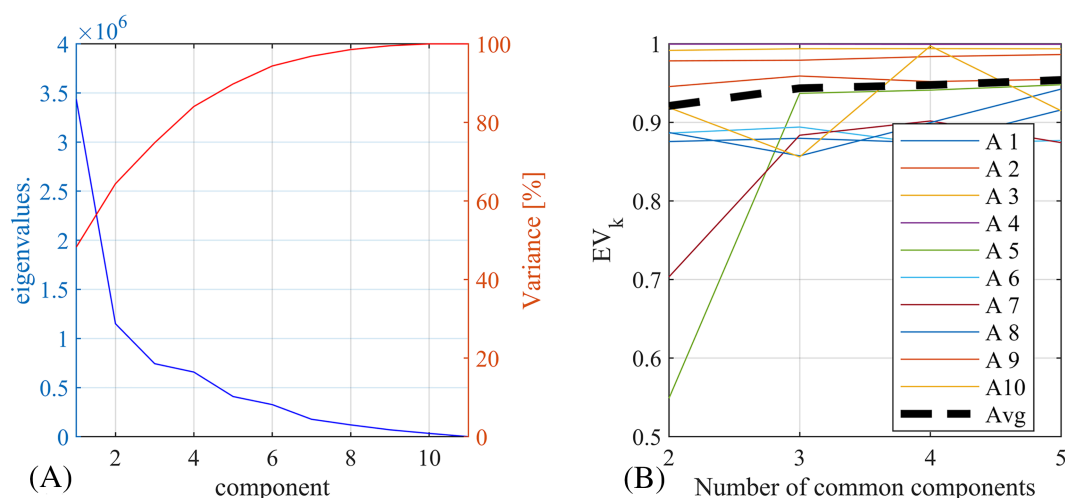 ×10⁶
4
3.5
3
2.5
2
1.5
1
0.5
0
eigenvalues.
100
80
60
40
20
0
Variance [%]
2 4 6 8 10
component
(A)
1
0.9
0.8
0.7
0.6
0.5
EV_k
A 1
A 2
A 3
A 4
A 5
A 6
A 7
A 8
A 9
A10
Avg
2 3 4 5
Number of common components
(B)